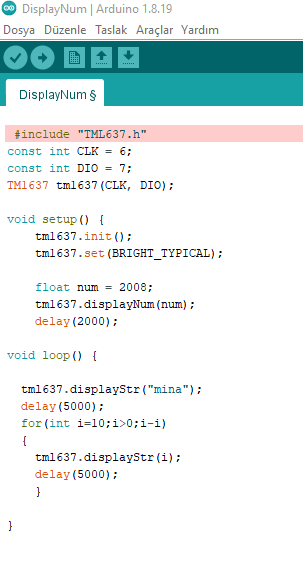 DisplayNum | Arduino 1.8.19
Dosya Düzenle Taslak Araçlar Yardım
DisplayNum §
#include "TML637.h"
const int CLK = 6;
const int DIO = 7;
TM1637 tm1637(CLK, DIO);
void setup() {
tm1637.init();
tm1637.set(BRIGHT_TYPICAL);
float num = 2008;
tm1637.displayNum(num);
delay(2000);
void loop() {
tm1637.displayStr("mina");
delay(5000);
for(int i=10;i>0;i-i)
{
tm1637.displayStr(i);
delay(5000);
}
}